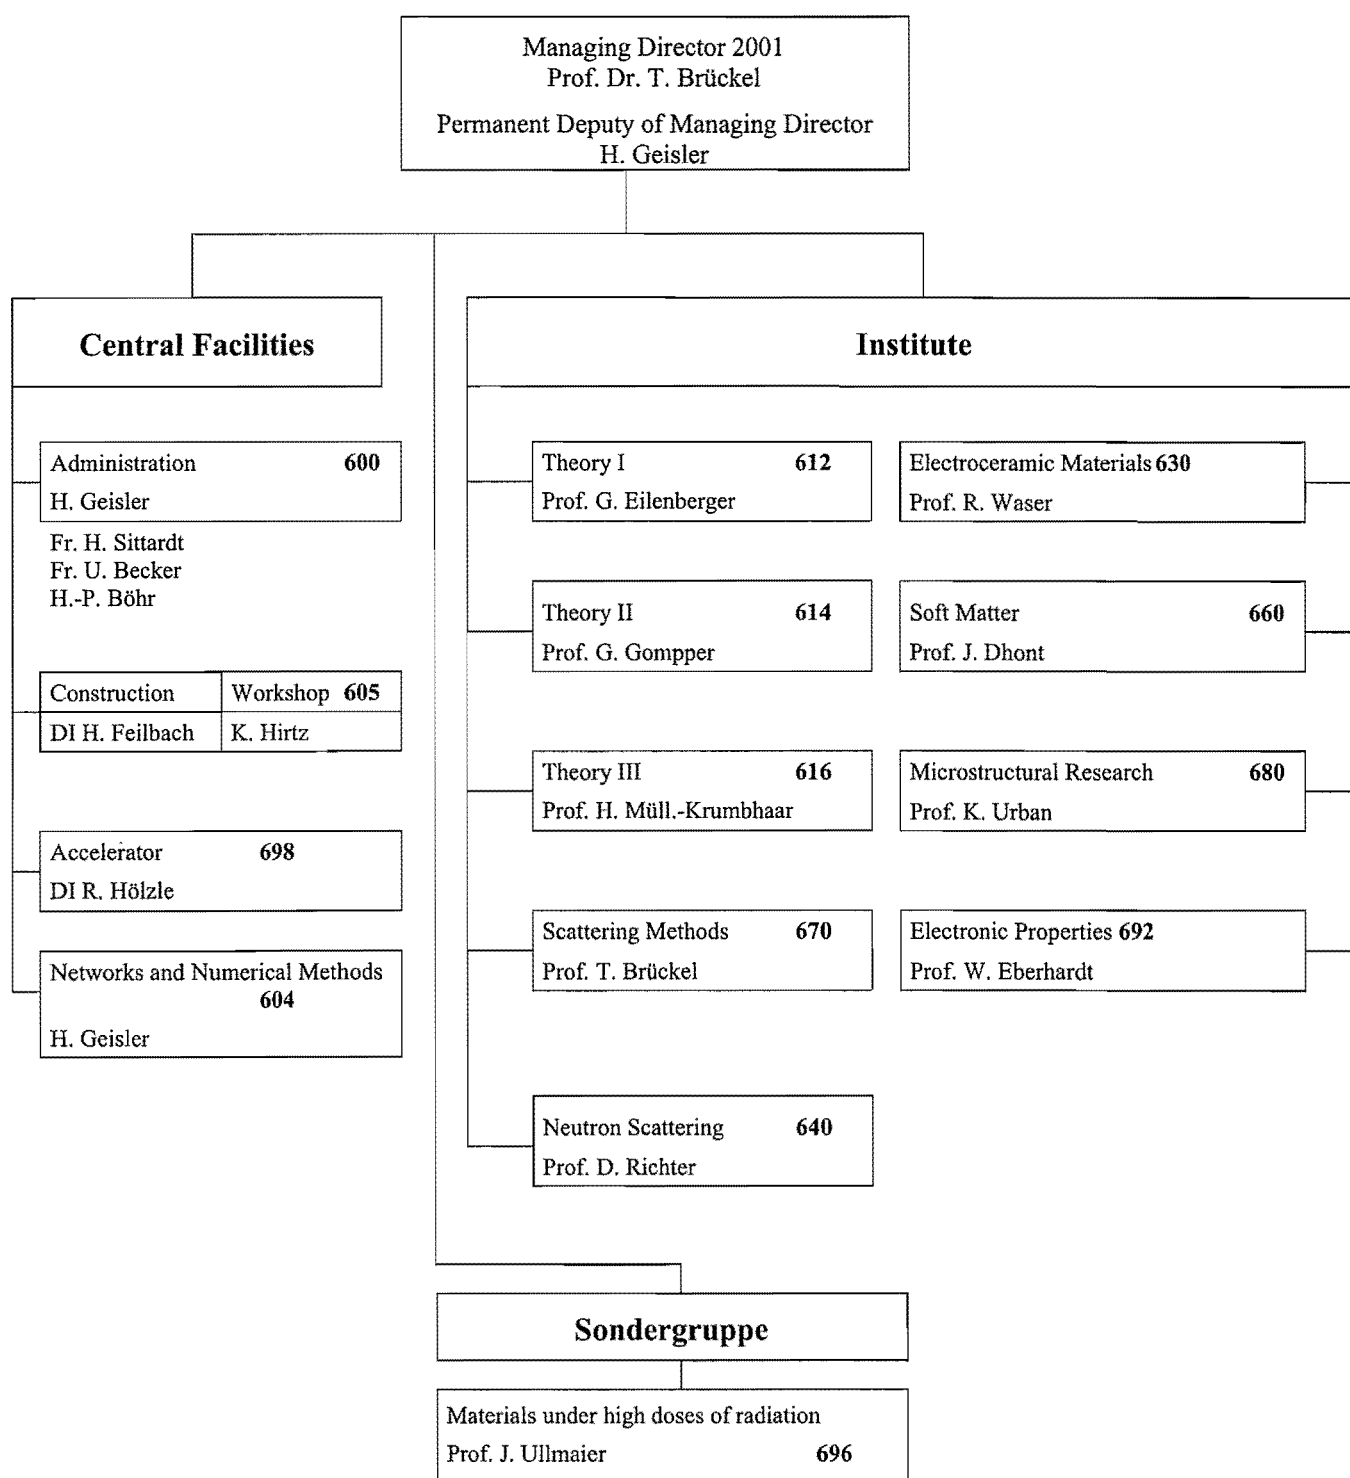 Managing Director 2001
Prof. Dr. T. Brückel
Permanent Deputy of Managing Director
H. Geisler
Central Facilities
Administration 600
H. Geisler
Fr. H. Sittardt
Fr. U. Becker
H.-P. Böhr
Construction Workshop 605
DI H. Feilbach K. Hirtz
Accelerator 698
DI R. Hölzle
Networks and Numerical Methods
604
H. Geisler
Institute
Theory I 612
Prof. G. Eilenberger
Electroceramic Materials 630
Prof. R. Waser
Theory II 614
Prof. G. Gompper
Soft Matter 660
Prof. J. Dhont
Theory III 616
Prof. H. Müll.-Krumbhaar
Microstructural Research 680
Prof. K. Urban
Scattering Methods 670
Prof. T. Brückel
Electronic Properties 692
Prof. W. Eberhardt
Neutron Scattering 640
Prof. D. Richter
Sondergruppe
Materials under high doses of radiation
Prof. J. Ullmaier 696